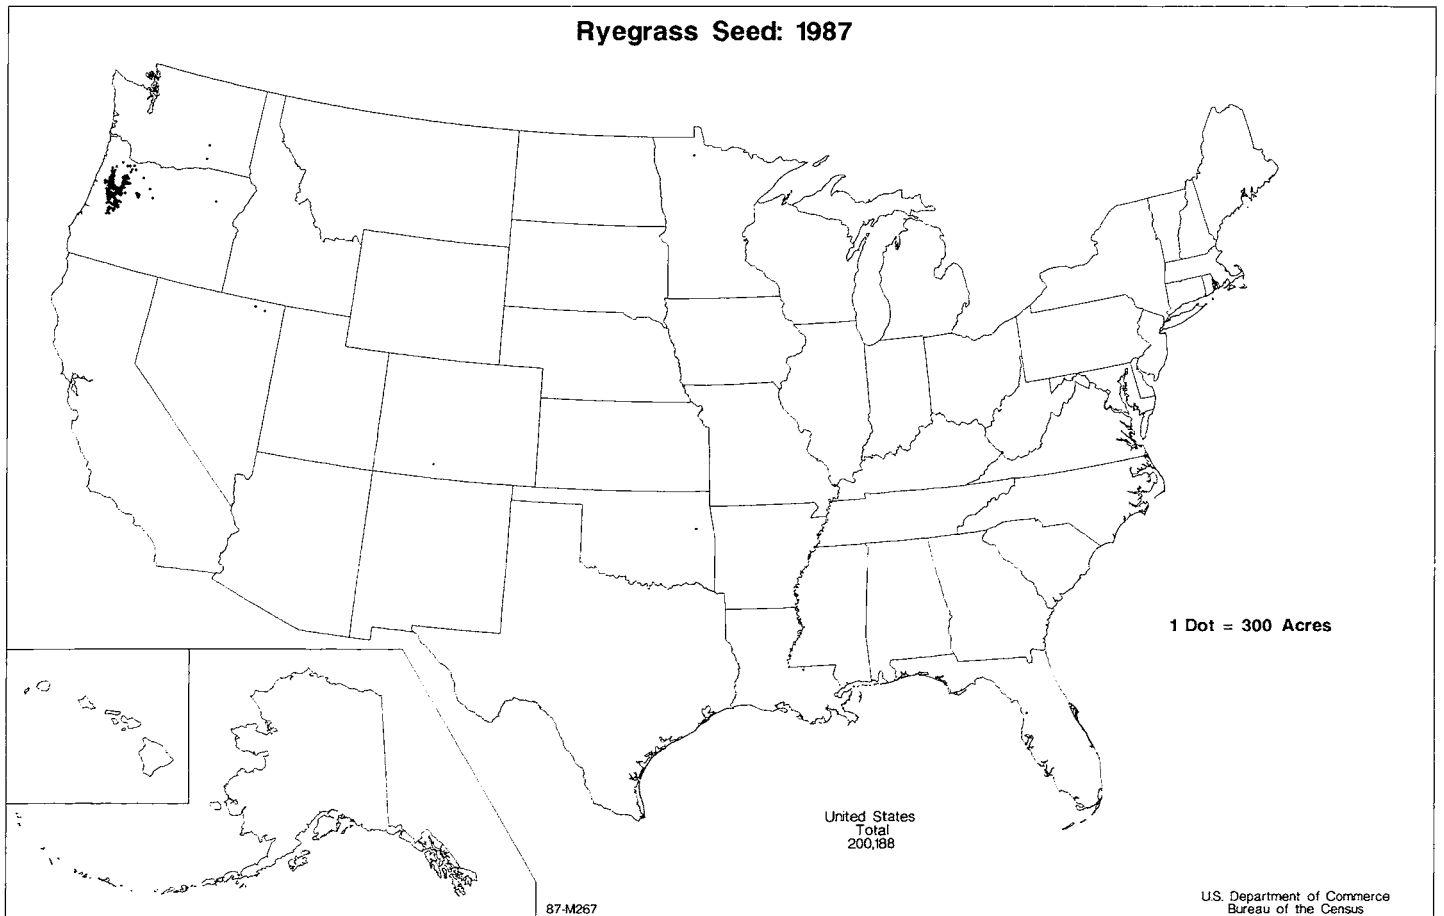 Ryegrass Seed: 1987
1 Dot = 300 Acres
United States
Total
200,188
87-M267
U.S. Department of Commerce
Bureau of the Census